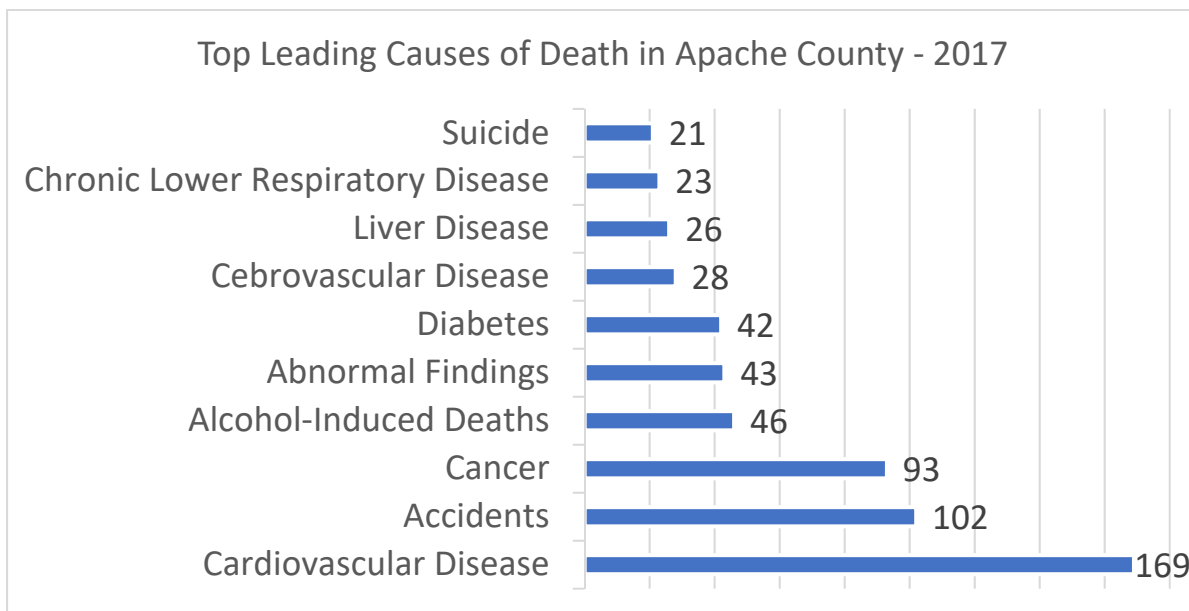 Top Leading Causes of Death in Apache County - 2017
Suicide 21
Chronic Lower Respiratory Disease 23
Liver Disease 26
Cebrovascular Disease 28
Diabetes 42
Abnormal Findings 43
Alcohol-Induced Deaths 46
Cancer 93
Accidents 102
Cardiovascular Disease 169